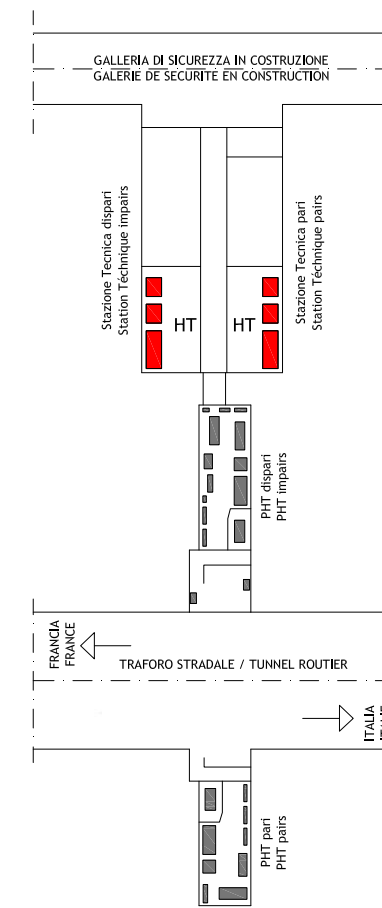 GALLERIA DI SICUREZZA IN COSTRUZIONE
GALERIE DE SECURITE EN CONSTRUCTION
Stazione Tecnica dispari
Station Téchnique impairs
Stazione Tecnica pari
Station Téchnique pairs
HT
HT
PHT dispari
PHT impairs
FRANCIA
FRANCE
TRAFORO STRADALE / TUNNEL ROUTIER
ITALIA
PHT pari
PHT pairs